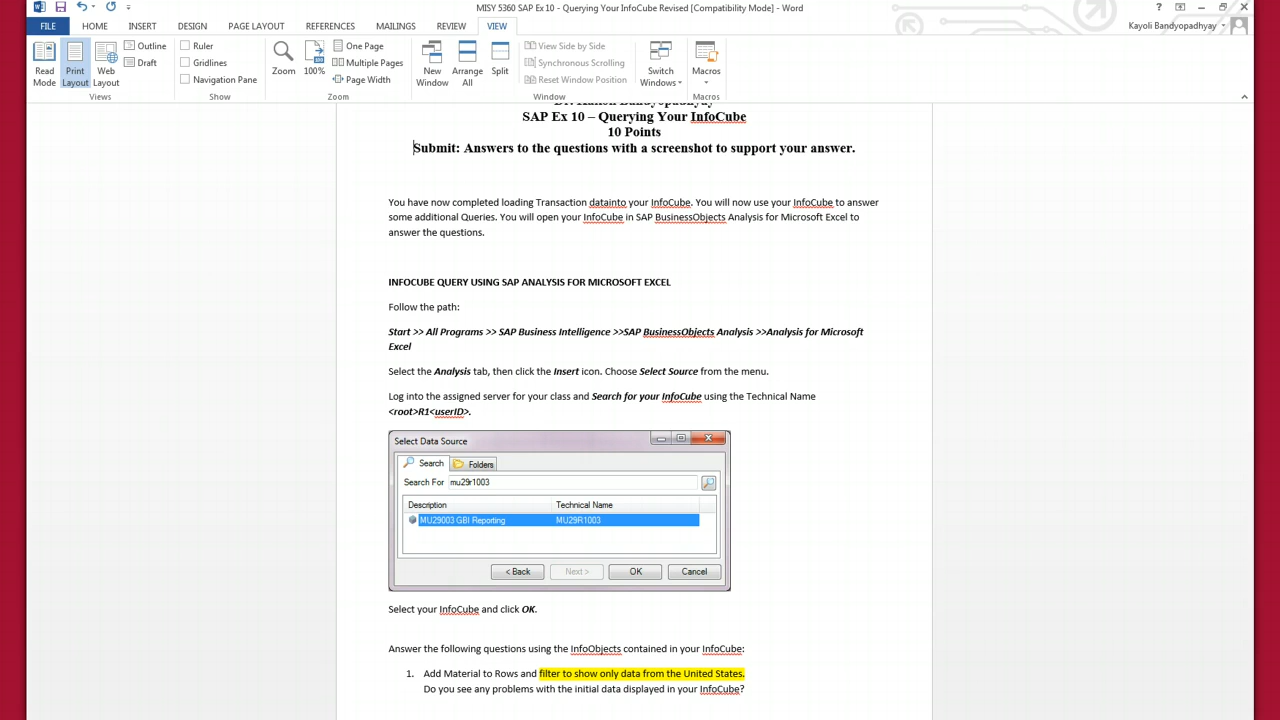 MISY 5360 SAP Ex 10 - Querying Your InfoCube Revised [Compatibility Mode] - Word
FILE HOME INSERT DESIGN PAGE LAYOUT REFERENCES MAILINGS REVIEW VIEW Kayoli Bandyopadhyay
Read Mode
Print Layout
Web Layout
Outline
Draft
Views
Ruler
Gridlines
Navigation Pane
Show
Zoom
100%
One Page
Multiple Pages
Page Width
Zoom
New Window
Arrange All
Split
View Side by Side
Synchronous Scrolling
Reset Window Position
Window
Switch Windows
Macros
Macros
SAP Ex 10 – Querying Your InfoCube
10 Points
Submit: Answers to the questions with a screenshot to support your answer.
You have now completed loading Transaction datainto your InfoCube. You will now use your InfoCube to answer
some additional Queries. You will open your InfoCube in SAP BusinessObjects Analysis for Microsoft Excel to
answer the questions.
INFOCUBE QUERY USING SAP ANALYSIS FOR MICROSOFT EXCEL
Follow the path:
Start >> All Programs >> SAP Business Intelligence >>SAP BusinessObjects Analysis >>Analysis for Microsoft
Excel
Select the Analysis tab, then click the Insert icon. Choose Select Source from the menu.
Log into the assigned server for your class and Search for your InfoCube using the Technical Name
<root>R1<userID>.
Select Data Source
Search Folders
Search For mu29r1003
Description Technical Name
MU29003 GBI Reporting MU29R1003
< Back Next > OK Cancel
Select your InfoCube and click OK.
Answer the following questions using the InfoObjects contained in your InfoCube:
1. Add Material to Rows and filter to show only data from the United States.
Do you see any problems with the initial data displayed in your InfoCube?